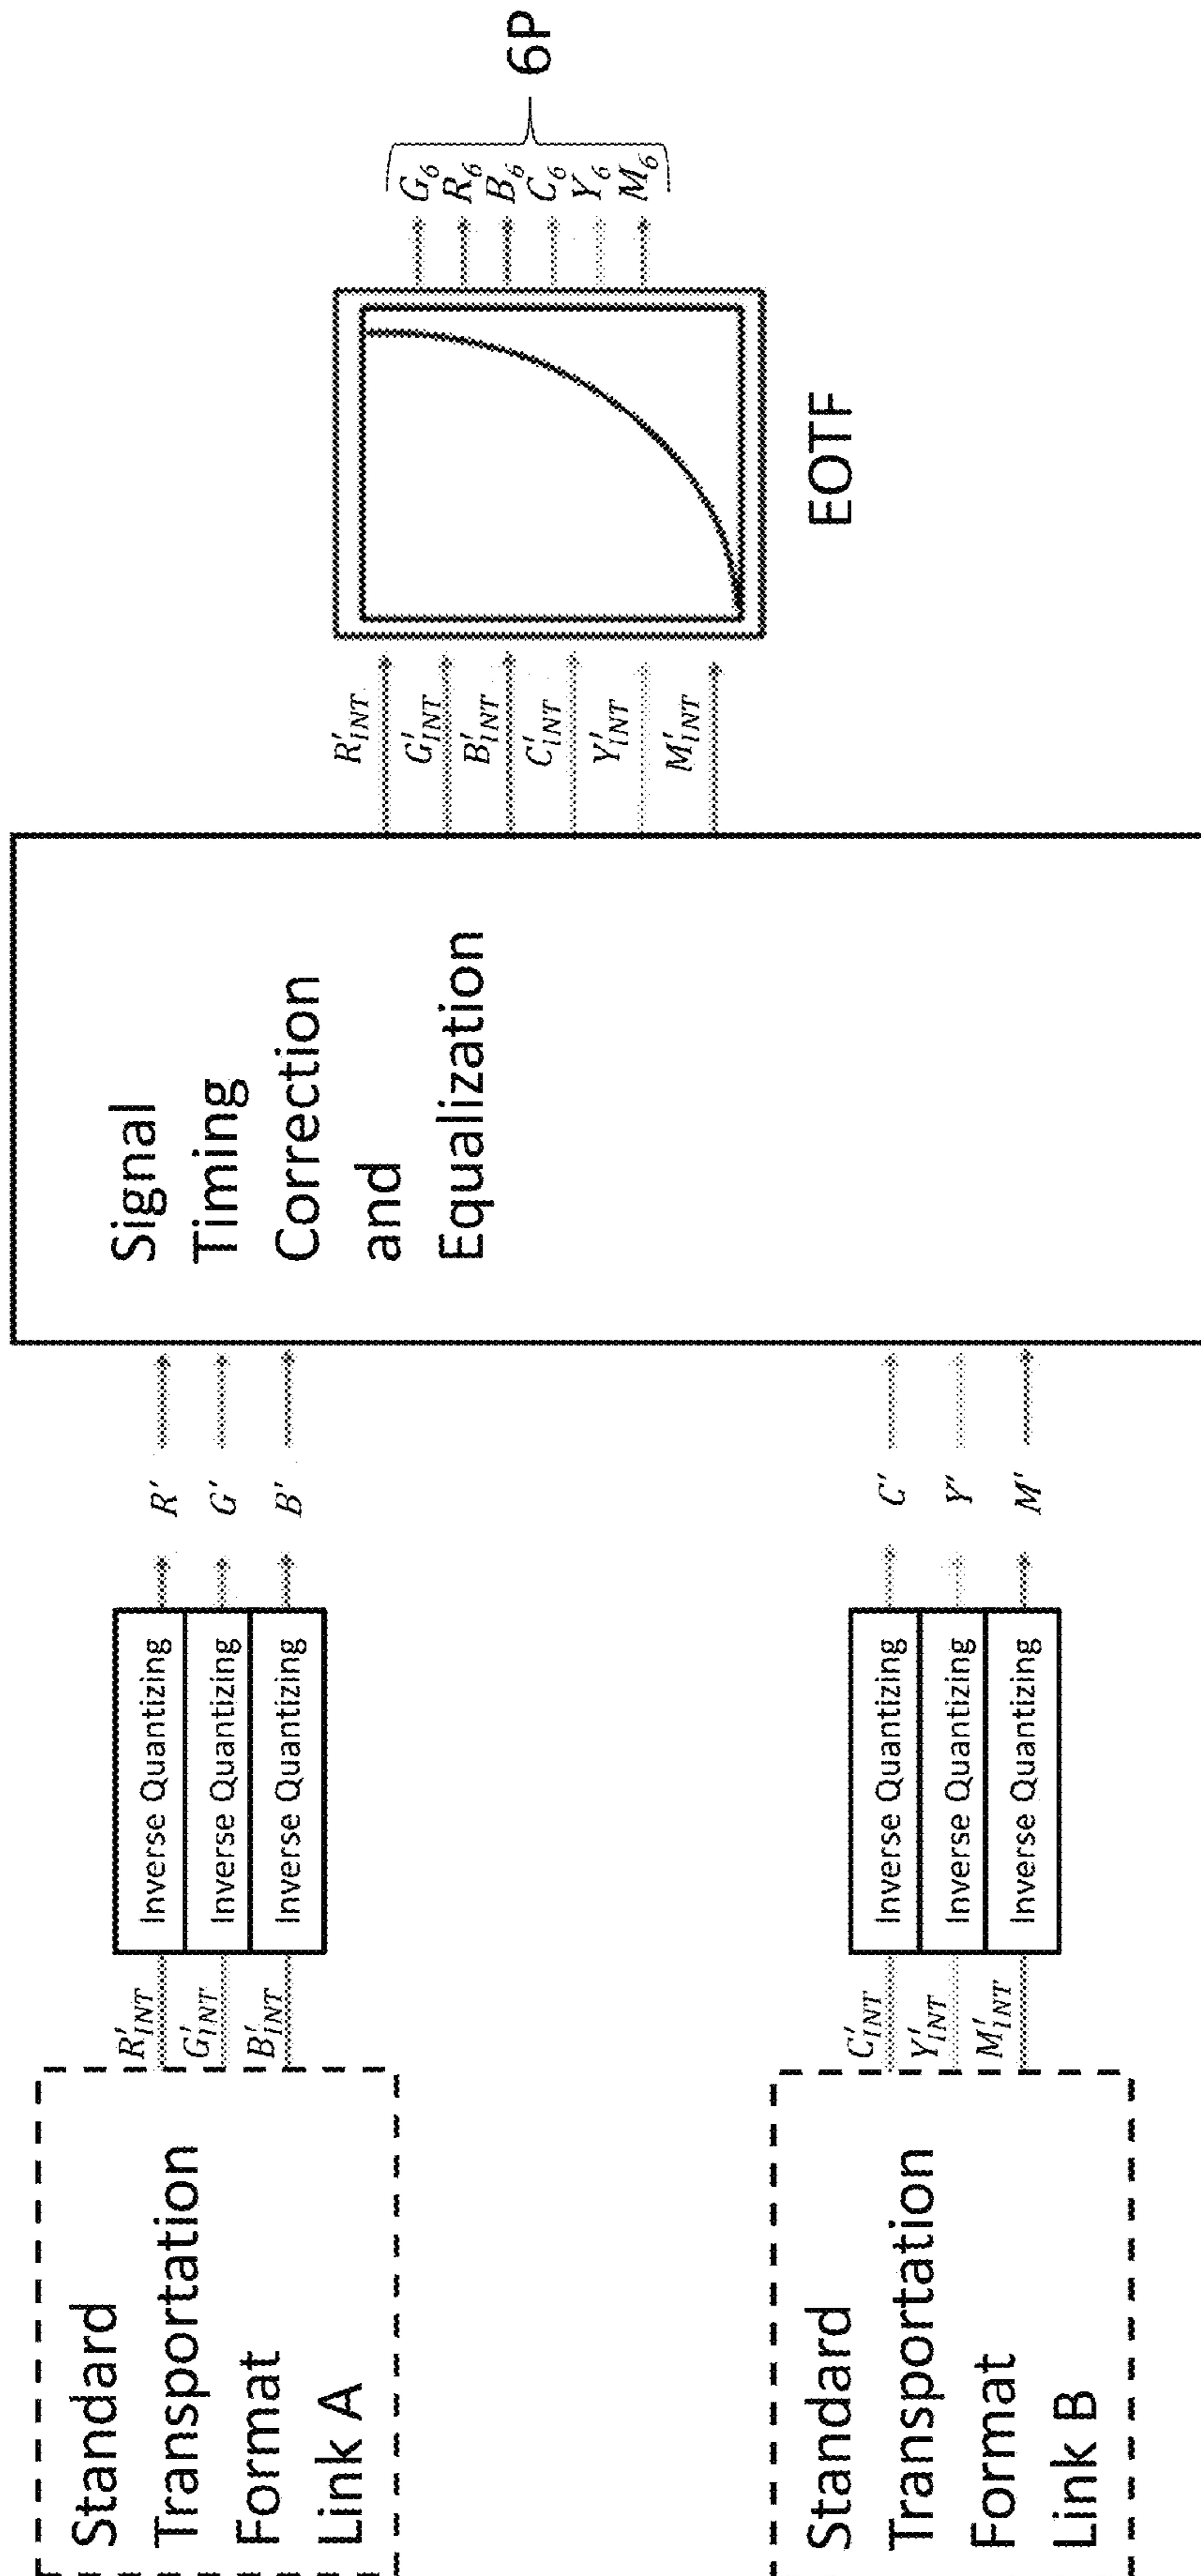 Standard
Transportation
Format
Link A
R'INT
G'INT
B'INT
Inverse Quantizing
Inverse Quantizing
Inverse Quantizing
R'
G'
B'
Standard
Transportation
Format
Link B
C'INT
Y'INT
M'INT
Inverse Quantizing
Inverse Quantizing
Inverse Quantizing
C'
Y'
M'
Signal
Timing
Correction
and
Equalization
R'INT
G'INT
B'INT
C'INT
Y'INT
M'INT
EOTF
G6
R6
B6
C6
Y6
M6
6P